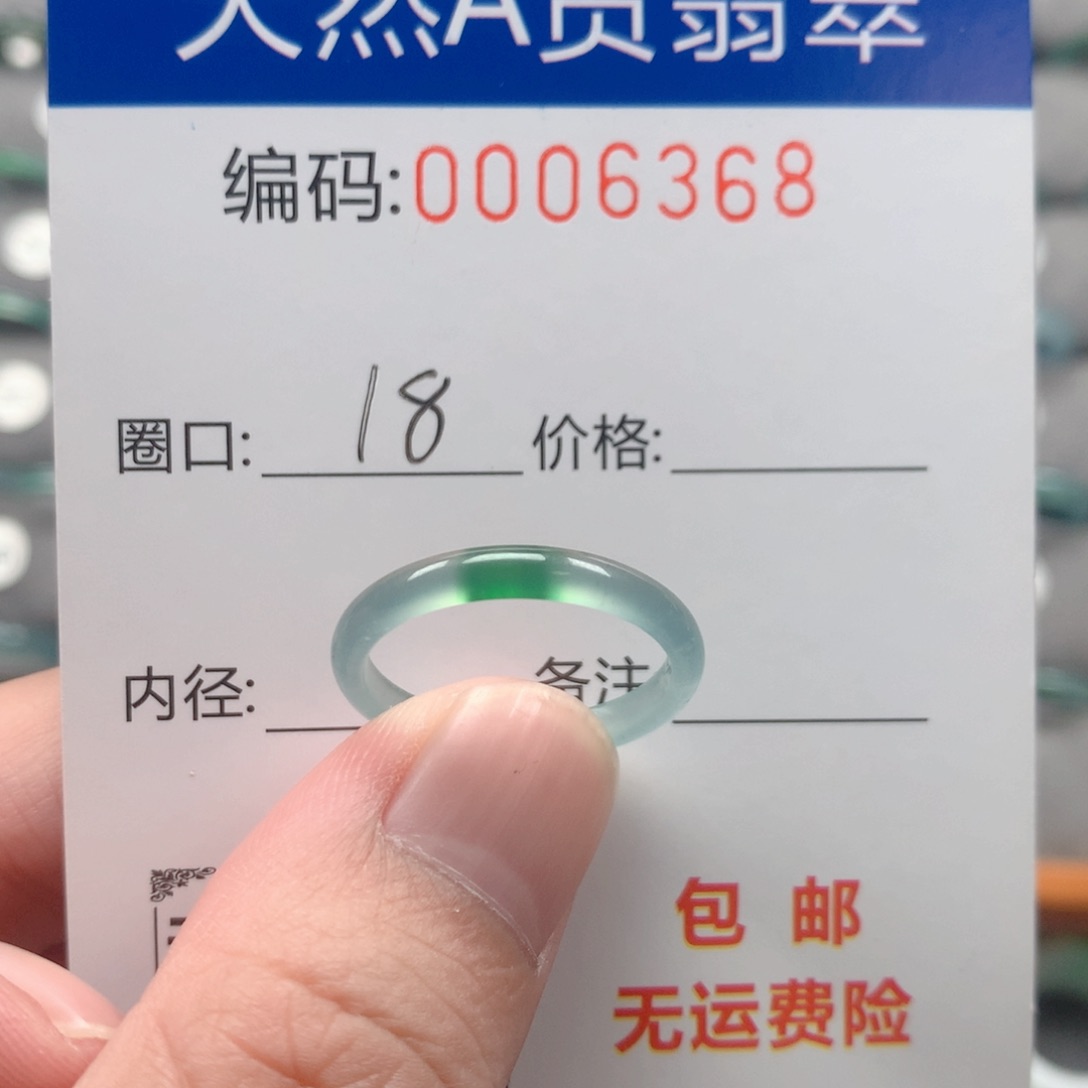 天然A货翡翠
编码:0006368
圈口: 18 价格:
内径: 备注
包邮
无运费险